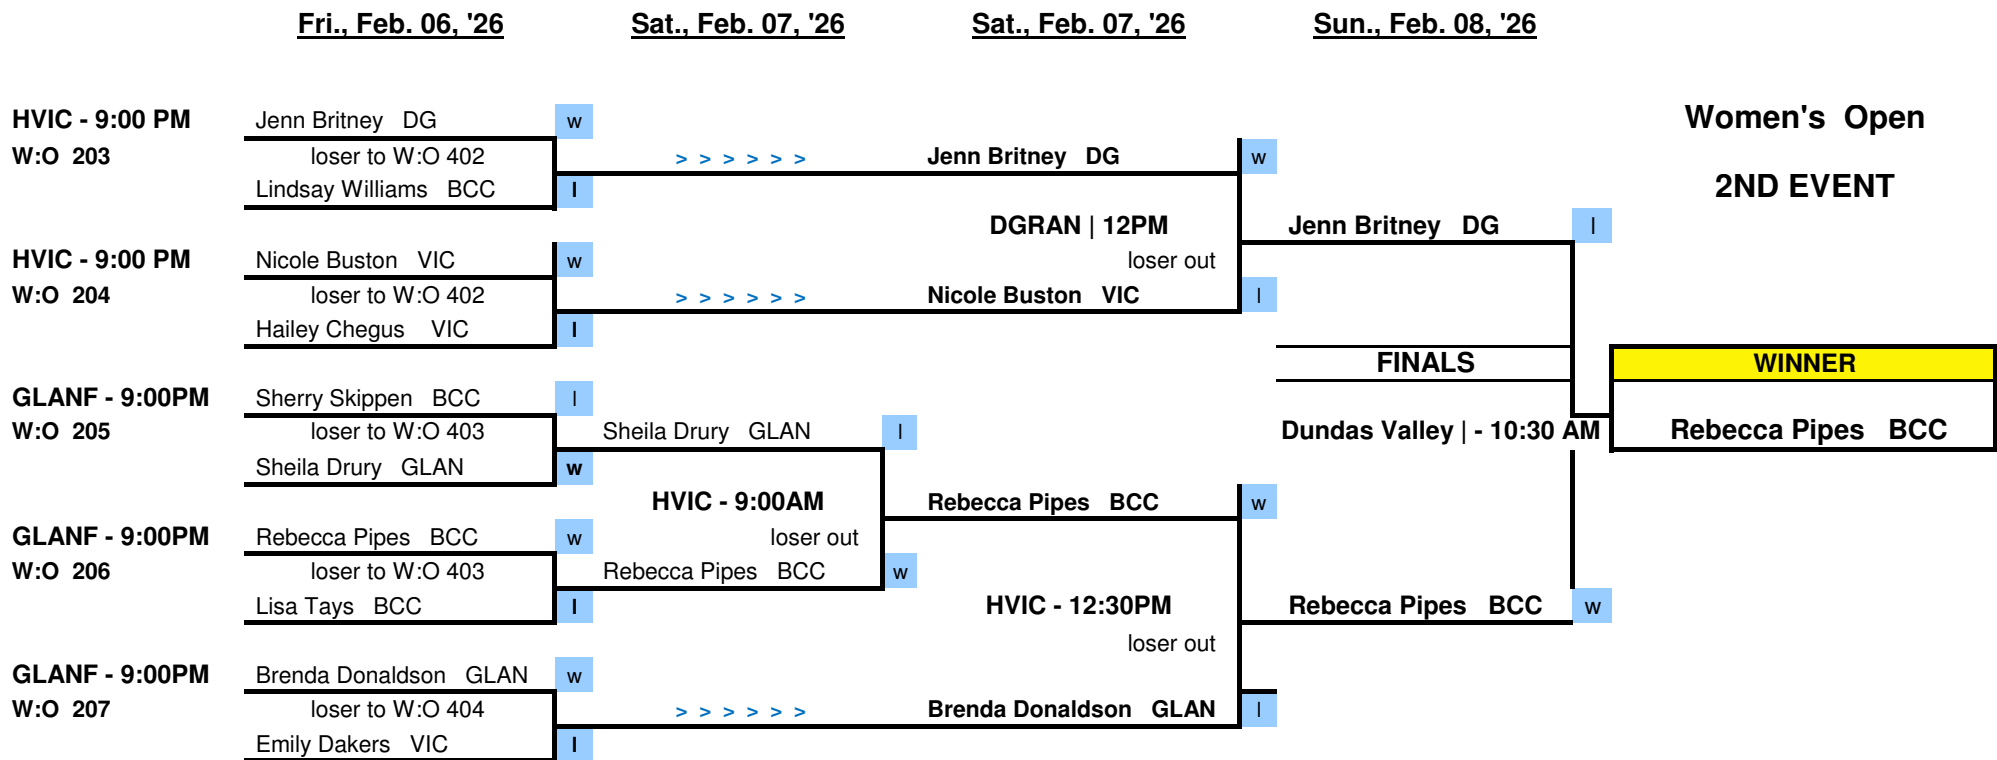 Fri., Feb. 06, '26 Sat., Feb. 07, '26 Sat., Feb. 07, '26 Sun., Feb. 08, '26
HVIC - 9:00 PM Jenn Britney DG w Women's Open
W:O 203 loser to W:O 402 > > > > > > Jenn Britney DG w
Lindsay Williams BCC l 2ND EVENT
DGRAN | 12PM Jenn Britney DG l
HVIC - 9:00 PM Nicole Buston VIC w loser out
W:O 204 loser to W:O 402 > > > > > > Nicole Buston VIC l
Hailey Chegus VIC l
FINALS WINNER
GLANF - 9:00PM Sherry Skippen BCC l
W:O 205 loser to W:O 403 Sheila Drury GLAN l Dundas Valley | - 10:30 AM Rebecca Pipes BCC
Sheila Drury GLAN w
HVIC - 9:00AM Rebecca Pipes BCC w
GLANF - 9:00PM Rebecca Pipes BCC w loser out
W:O 206 loser to W:O 403 Rebecca Pipes BCC w
Lisa Tays BCC l HVIC - 12:30PM Rebecca Pipes BCC w
loser out
GLANF - 9:00PM Brenda Donaldson GLAN w
W:O 207 loser to W:O 404 > > > > > > Brenda Donaldson GLAN l
Emily Dakers VIC l